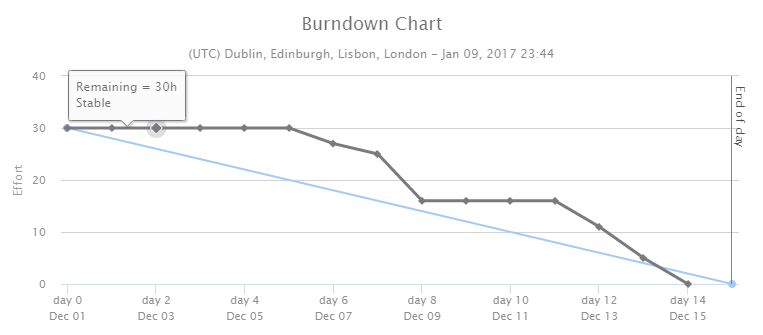 Burndown Chart
(UTC) Dublin, Edinburgh, Lisbon, London – Jan 09, 2017 23:44
Remaining = 30h
Stable
End of day
Effort
40
30
20
10
0
day 0 day 2 day 4 day 6 day 8 day 10 day 12 day 14
Dec 01 Dec 03 Dec 05 Dec 07 Dec 09 Dec 11 Dec 13 Dec 15